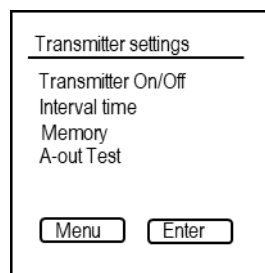 Transmitter settings
Transmitter On/Off
Interval time
Memory
A-out Test
Menu Enter